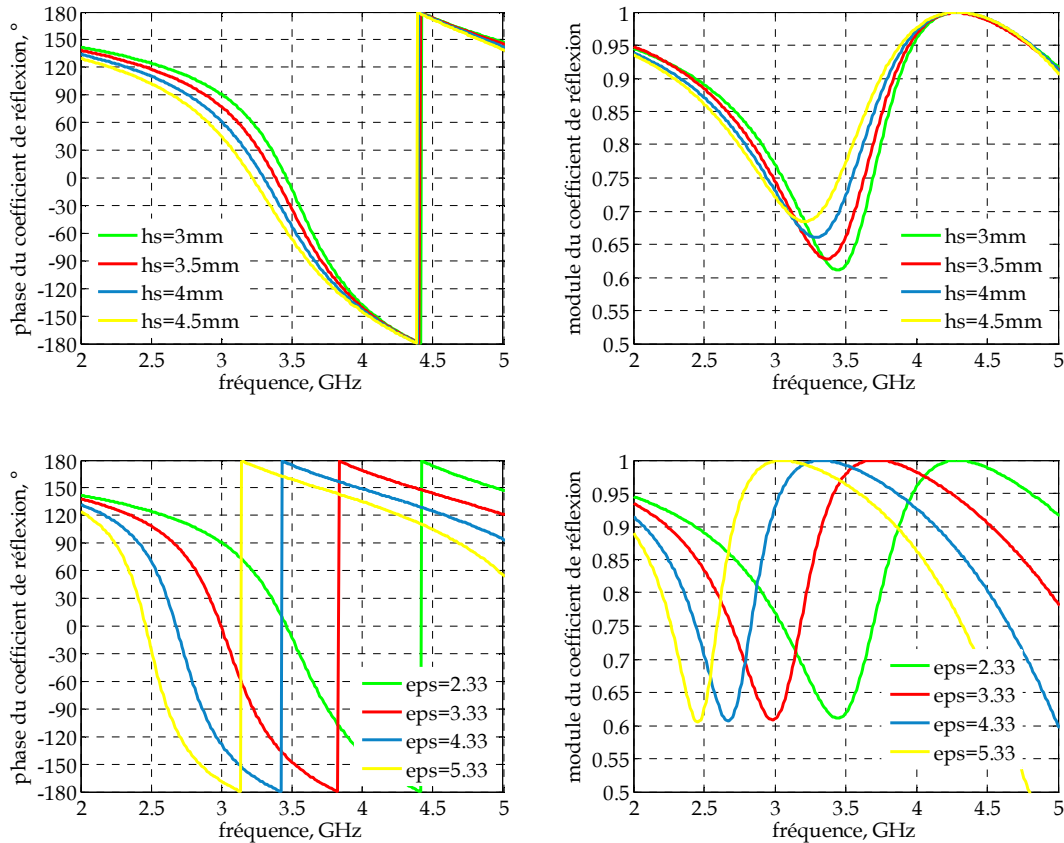 phase du coefficient de réflexion, °
180
150
120
90
60
30
0
-30
-60
-90
-120
-150
-180
hs=3mm
hs=3.5mm
hs=4mm
hs=4.5mm
2 2.5 3 3.5 4 4.5 5
fréquence, GHz
module du coefficient de réflexion
1
0.95
0.9
0.85
0.8
0.75
0.7
0.65
0.6
0.55
0.5
hs=3mm
hs=3.5mm
hs=4mm
hs=4.5mm
2 2.5 3 3.5 4 4.5 5
fréquence, GHz
phase du coefficient de réflexion, °
180
150
120
90
60
30
0
-30
-60
-90
-120
-150
-180
eps=2.33
eps=3.33
eps=4.33
eps=5.33
2 2.5 3 3.5 4 4.5 5
fréquence, GHz
module du coefficient de réflexion
1
0.95
0.9
0.85
0.8
0.75
0.7
0.65
0.6
0.55
0.5
eps=2.33
eps=3.33
eps=4.33
eps=5.33
2 2.5 3 3.5 4 4.5 5
fréquence, GHz